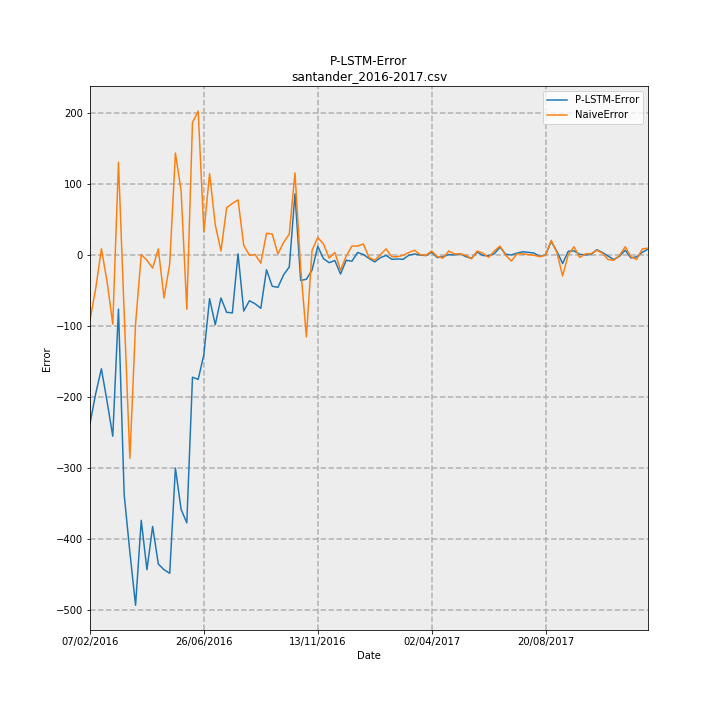 P-LSTM-Error
santander_2016-2017.csv
P-LSTM-Error
NaiveError
200
100
0
−100
−200
−300
−400
−500
Error
07/02/2016
26/06/2016
13/11/2016
02/04/2017
20/08/2017
Date